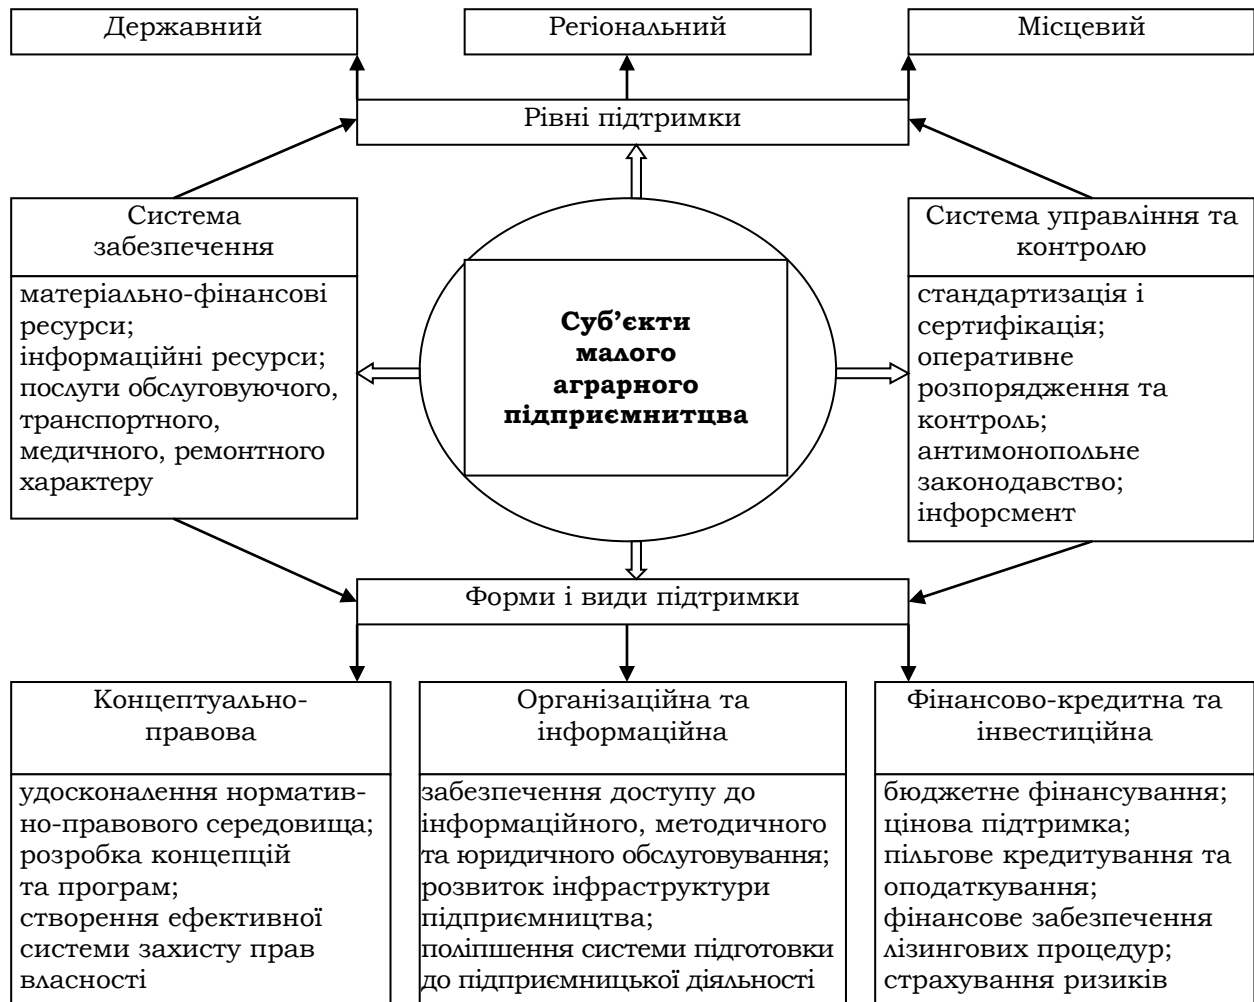 Державний
Регіональний
Місцевий
Рівні підтримки
Система
забезпечення
матеріально-фінансові
ресурси;
інформаційні ресурси;
послуги обслуговуючого,
транспортного,
медичного, ремонтного
характеру
Суб’єкти
малого
аграрного
підприємнитцва
Система управління та
контролю
стандартизація і
сертифікація;
оперативне
розпорядження та
контроль;
антимонопольне
законодавство;
інфорсмент
Форми і види підтримки
Концептуально-
правова
удосконалення норматив-
но-правового середовища;
розробка концепцій
та програм;
створення ефективної
системи захисту прав
власності
Організаційна та
інформаційна
забезпечення доступу до
інформаційного, методичного
та юридичного обслуговування;
розвиток інфраструктури
підприємництва;
поліпшення системи підготовки
до підприємницької діяльності
Фінансово-кредитна та
інвестиційна
бюджетне фінансування;
цінова підтримка;
пільгове кредитування та
оподаткування;
фінансове забезпечення
лізингових процедур;
страхування ризиків